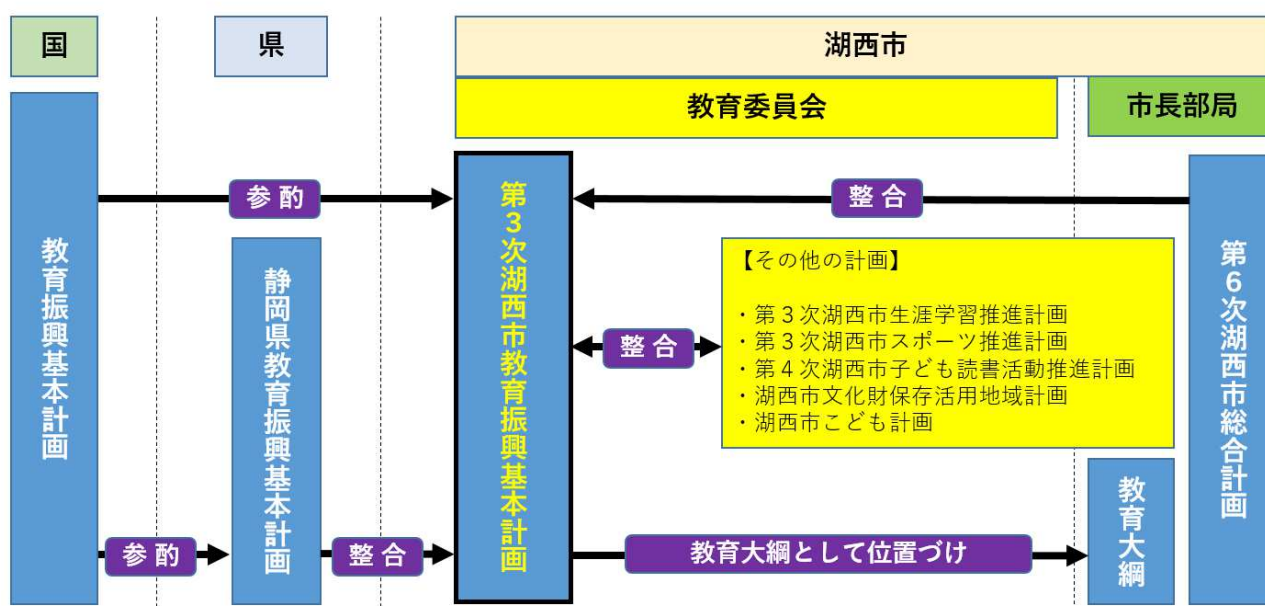 国
県
湖西市
教育委員会
市長部局
参酌
整合
教育振興基本計画
静岡県教育振興基本計画
第3次湖西市教育振興基本計画
整合
【その他の計画】
・第３次湖西市生涯学習推進計画
・第３次湖西市スポーツ推進計画
・第４次湖西市子ども読書活動推進計画
・湖西市文化財保存活用地域計画
・湖西市こども計画
第6次湖西市総合計画
参酌
整合
教育大綱として位置づけ
教育大綱